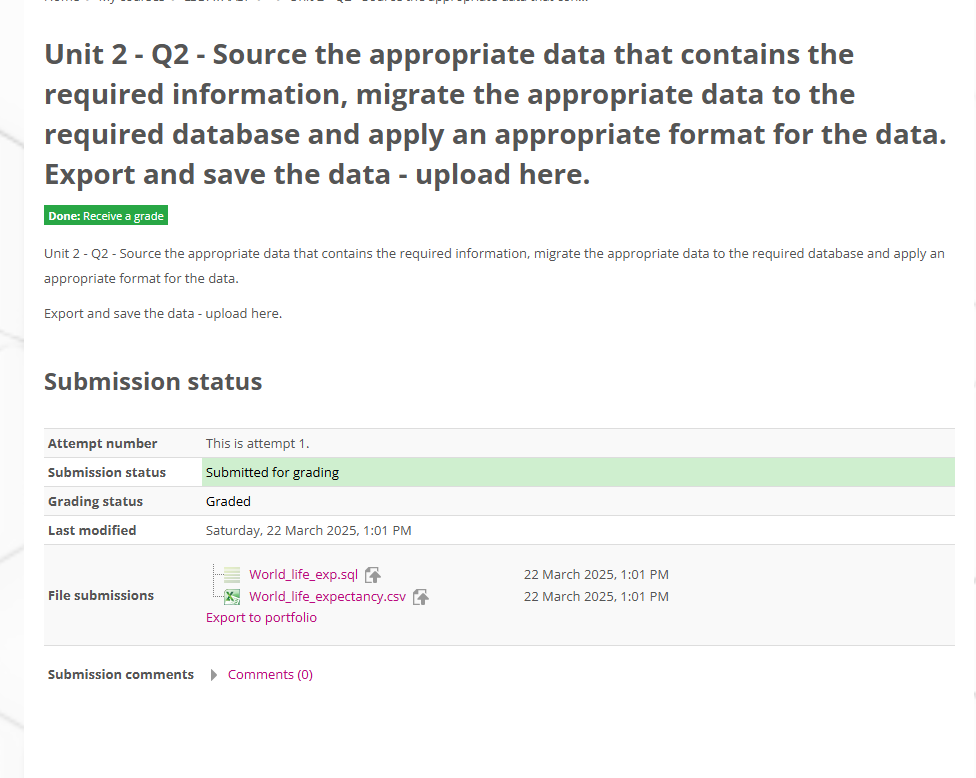 Unit 2 - Q2 - Source the appropriate data that contains the
required information, migrate the appropriate data to the
required database and apply an appropriate format for the data.
Export and save the data - upload here.
Done: Receive a grade
Unit 2 - Q2 - Source the appropriate data that contains the required information, migrate the appropriate data to the required database and apply an
appropriate format for the data.
Export and save the data - upload here.
Submission status
Attempt number This is attempt 1.
Submission status Submitted for grading
Grading status Graded
Last modified Saturday, 22 March 2025, 1:01 PM
File submissions
World_life_exp.sql 22 March 2025, 1:01 PM
World_life_expectancy.csv 22 March 2025, 1:01 PM
Export to portfolio
Submission comments Comments (0)